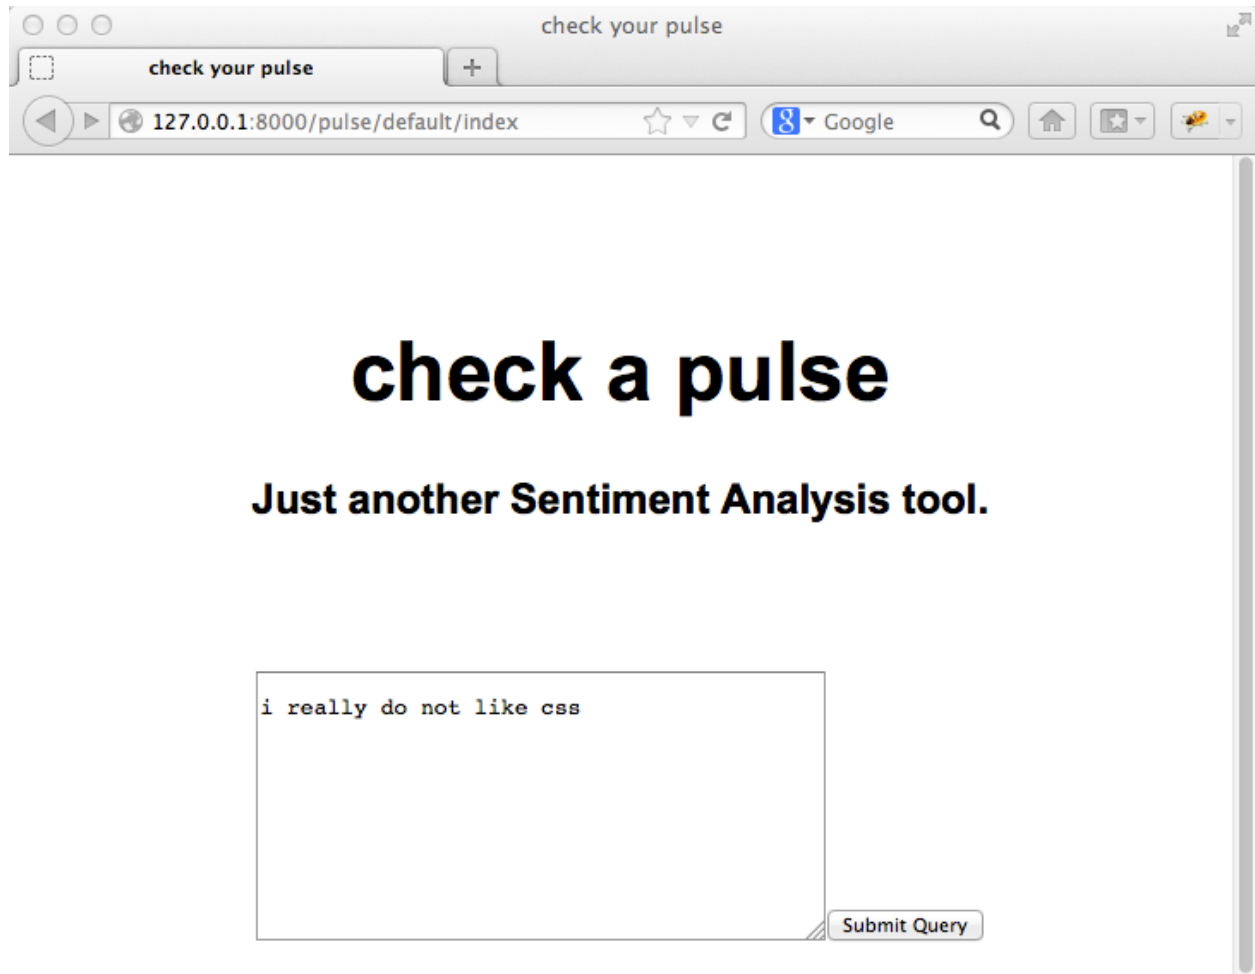 check your pulse
check your pulse
127.0.0.1:8000/pulse/default/index
8 Google
check a pulse
Just another Sentiment Analysis tool.
i really do not like css
Submit Query